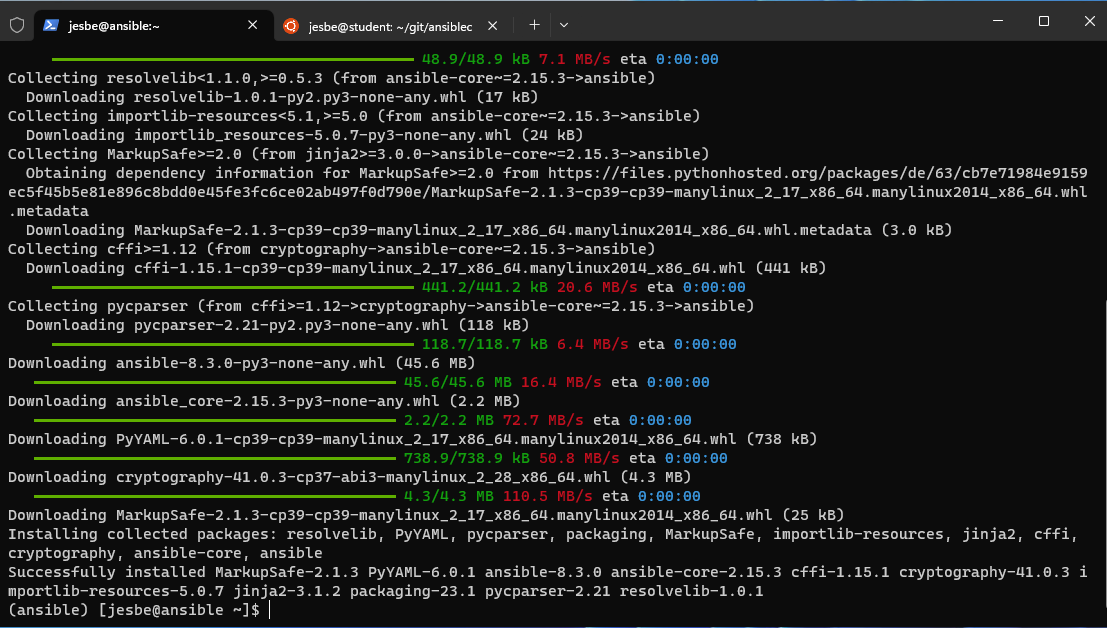 jesbe@ansible:~
jesbe@student: ~/git/ansiblec
48.9/48.9 kB 7.1 MB/s eta 0:00:00
Collecting resolvelib<1.1.0,>=0.5.3 (from ansible-core~=2.15.3->ansible)
  Downloading resolvelib-1.0.1-py2.py3-none-any.whl (17 kB)
Collecting importlib-resources<5.1,>=5.0 (from ansible-core~=2.15.3->ansible)
  Downloading importlib_resources-5.0.7-py3-none-any.whl (24 kB)
Collecting MarkupSafe>=2.0 (from jinja2>=3.0.0->ansible-core~=2.15.3->ansible)
  Obtaining dependency information for MarkupSafe>=2.0 from https://files.pythonhosted.org/packages/de/63/cb7e71984e9159
ec5f45b5e81e896c8bdd0e45fe3fc6ce02ab497f0d790e/MarkupSafe-2.1.3-cp39-cp39-manylinux_2_17_x86_64.manylinux2014_x86_64.whl
.metadata
  Downloading MarkupSafe-2.1.3-cp39-cp39-manylinux_2_17_x86_64.manylinux2014_x86_64.whl.metadata (3.0 kB)
Collecting cffi>=1.12 (from cryptography->ansible-core~=2.15.3->ansible)
  Downloading cffi-1.15.1-cp39-cp39-manylinux_2_17_x86_64.manylinux2014_x86_64.whl (441 kB)
441.2/441.2 kB 20.6 MB/s eta 0:00:00
Collecting pycparser (from cffi>=1.12->cryptography->ansible-core~=2.15.3->ansible)
  Downloading pycparser-2.21-py2.py3-none-any.whl (118 kB)
118.7/118.7 kB 6.4 MB/s eta 0:00:00
Downloading ansible-8.3.0-py3-none-any.whl (45.6 MB)
45.6/45.6 MB 16.4 MB/s eta 0:00:00
Downloading ansible_core-2.15.3-py3-none-any.whl (2.2 MB)
2.2/2.2 MB 72.7 MB/s eta 0:00:00
Downloading PyYAML-6.0.1-cp39-cp39-manylinux_2_17_x86_64.manylinux2014_x86_64.whl (738 kB)
738.9/738.9 kB 50.8 MB/s eta 0:00:00
Downloading cryptography-41.0.3-cp37-abi3-manylinux_2_28_x86_64.whl (4.3 MB)
4.3/4.3 MB 110.5 MB/s eta 0:00:00
Downloading MarkupSafe-2.1.3-cp39-cp39-manylinux_2_17_x86_64.manylinux2014_x86_64.whl (25 kB)
Installing collected packages: resolvelib, PyYAML, pycparser, packaging, MarkupSafe, importlib-resources, jinja2, cffi,
cryptography, ansible-core, ansible
Successfully installed MarkupSafe-2.1.3 PyYAML-6.0.1 ansible-8.3.0 ansible-core-2.15.3 cffi-1.15.1 cryptography-41.0.3 i
mportlib-resources-5.0.7 jinja2-3.1.2 packaging-23.1 pycparser-2.21 resolvelib-1.0.1
(ansible) [jesbe@ansible ~]$